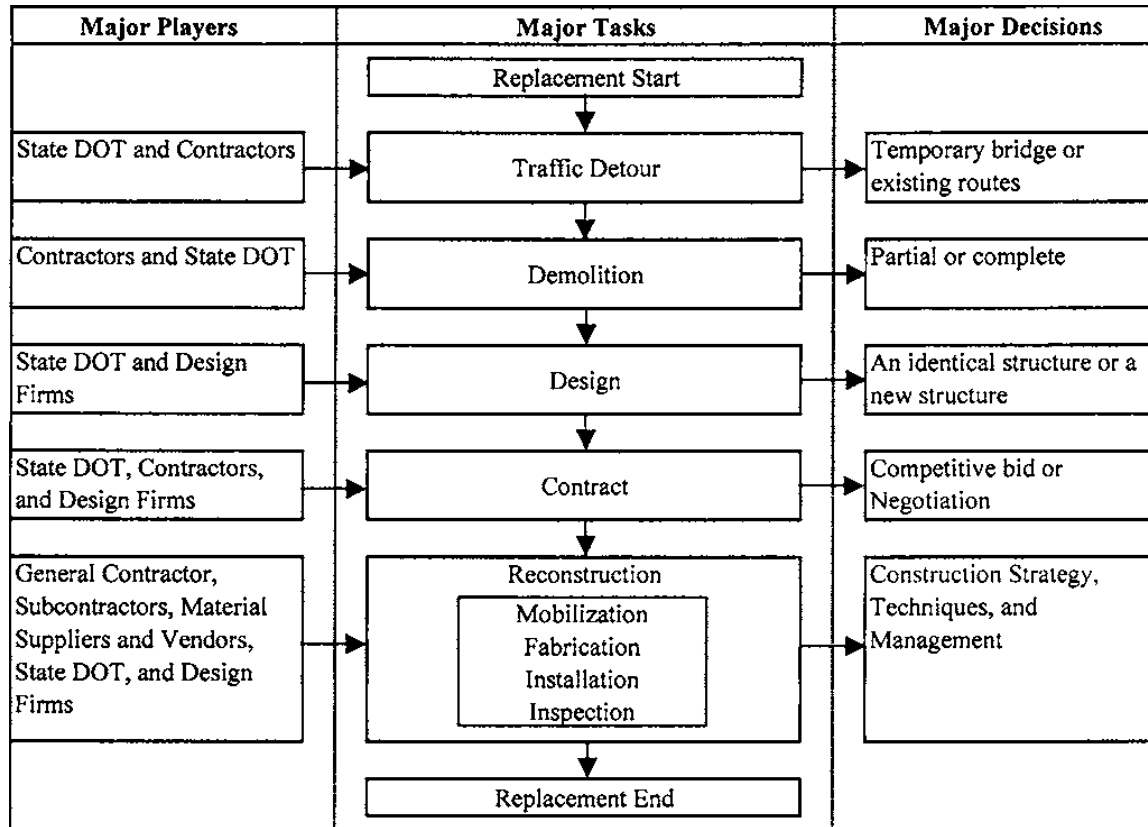 Major Players
Major Tasks
Major Decisions
Replacement Start
State DOT and Contractors
Traffic Detour
Temporary bridge or
existing routes
Contractors and State DOT
Demolition
Partial or complete
State DOT and Design
Firms
Design
An identical structure or a
new structure
State DOT, Contractors,
and Design Firms
Contract
Competitive bid or
Negotiation
General Contractor,
Subcontractors, Material
Suppliers and Vendors,
State DOT, and Design
Firms
Reconstruction
Mobilization
Fabrication
Installation
Inspection
Construction Strategy,
Techniques, and
Management
Replacement End